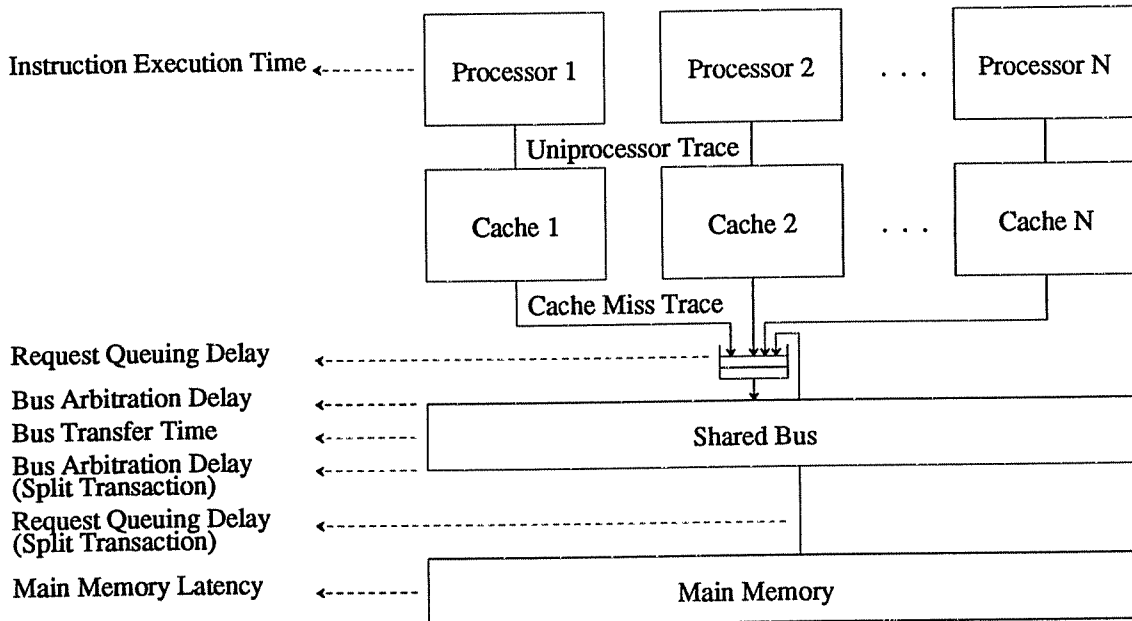 Instruction Execution Time
Processor 1
Processor 2
. . .
Processor N
Uniprocessor Trace
Cache 1
Cache 2
. . .
Cache N
Cache Miss Trace
Request Queuing Delay
Bus Arbitration Delay
Bus Transfer Time
Shared Bus
Bus Arbitration Delay
(Split Transaction)
Request Queuing Delay
(Split Transaction)
Main Memory Latency
Main Memory